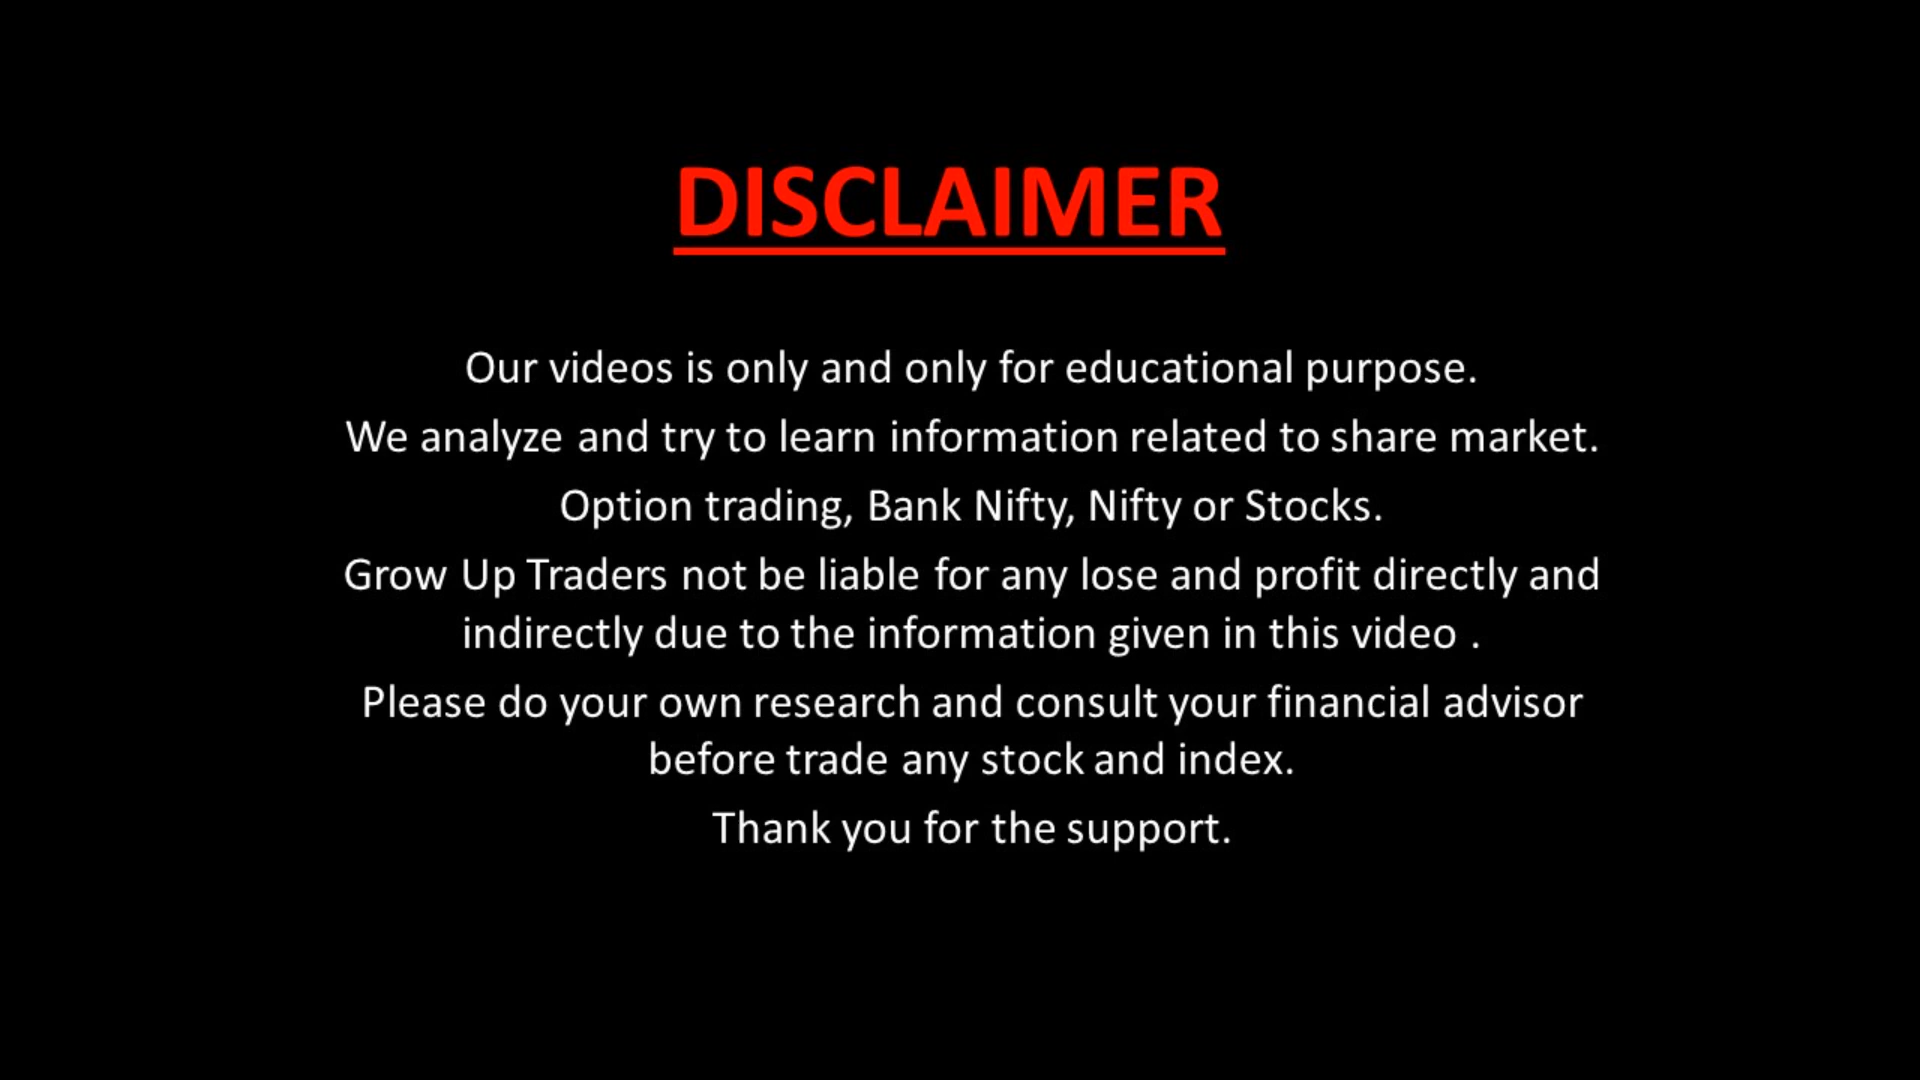 DISCLAIMER
Our videos is only and only for educational purpose.
We analyze and try to learn information related to share market.
Option trading, Bank Nifty, Nifty or Stocks.
Grow Up Traders not be liable for any lose and profit directly and
indirectly due to the information given in this video .
Please do your own research and consult your financial advisor
before trade any stock and index.
Thank you for the support.